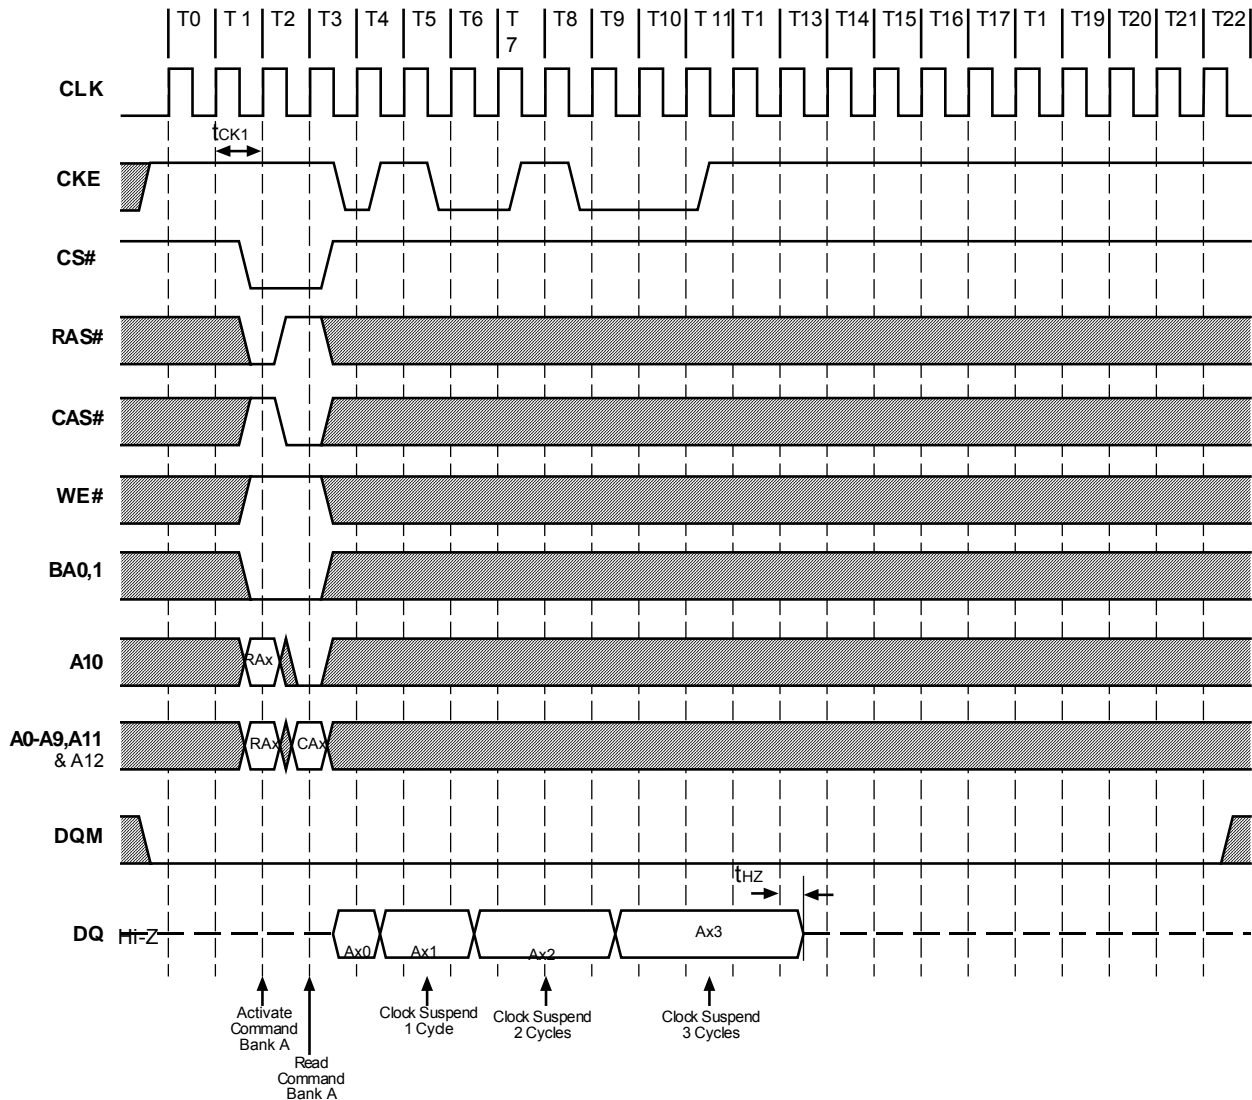 T0 T 1 T2 T3 T4 T5 T6 T T8 T9 T10 T 11 T1 T13 T14 T15 T16 T17 T1 T19 T20 T21 T22
7
CLK
tCK1
CKE
CS#
RAS#
CAS#
WE#
BA0,1
A10
RAx
A0-A9,A11
& A12
RAx CAx
DQM
tHZ
DQ Hi-Z
Ax0 Ax1 Ax2 Ax3
Activate
Command
Bank A
Read
Command
Bank A
Clock Suspend
1 Cycle
Clock Suspend
2 Cycles
Clock Suspend
3 Cycles